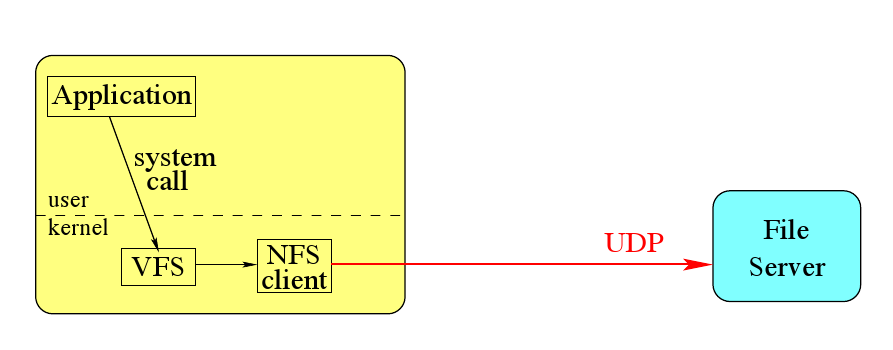 Application
system
call
user
kernel
VFS
NFS
client
UDP
File
Server